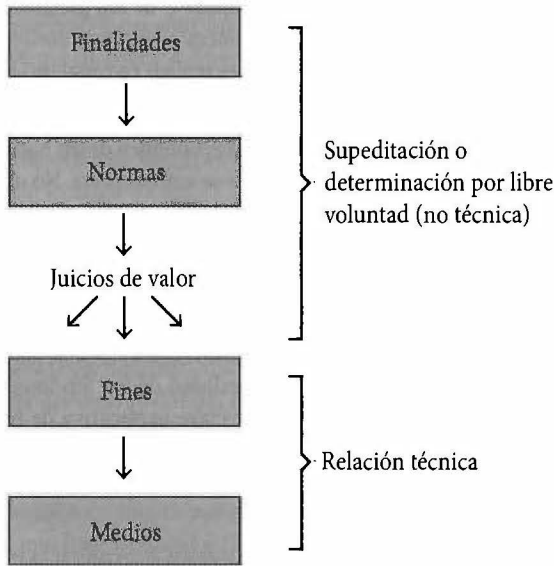 Finalidades
Normas
Juicios de valor
Fines
Medios
Supeditación o
determinación por libre
voluntad (no técnica)
Relación técnica